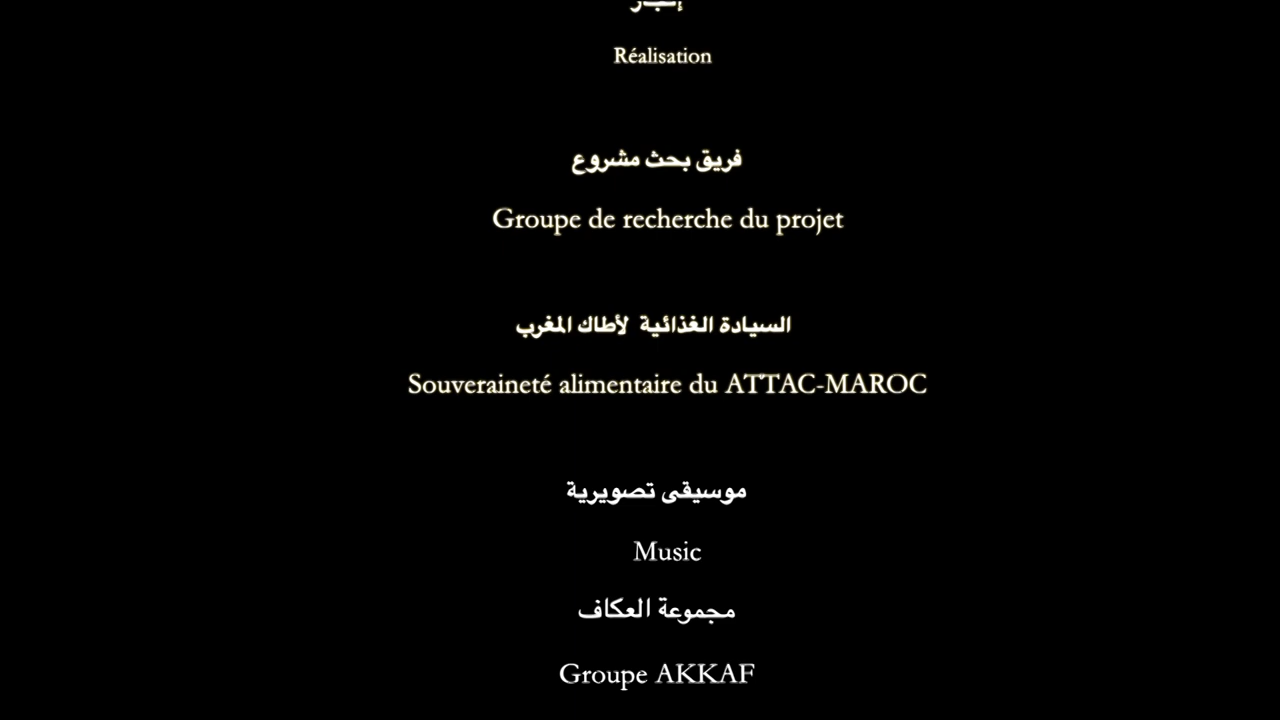 Réalisation
فريق بحث مشروع
Groupe de recherche du projet
السيادة الغذائية لأطاك المغرب
Souveraineté alimentaire du ATTAC-MAROC
موسيقى تصويرية
Music
مجموعة العكاف
Groupe AKKAF